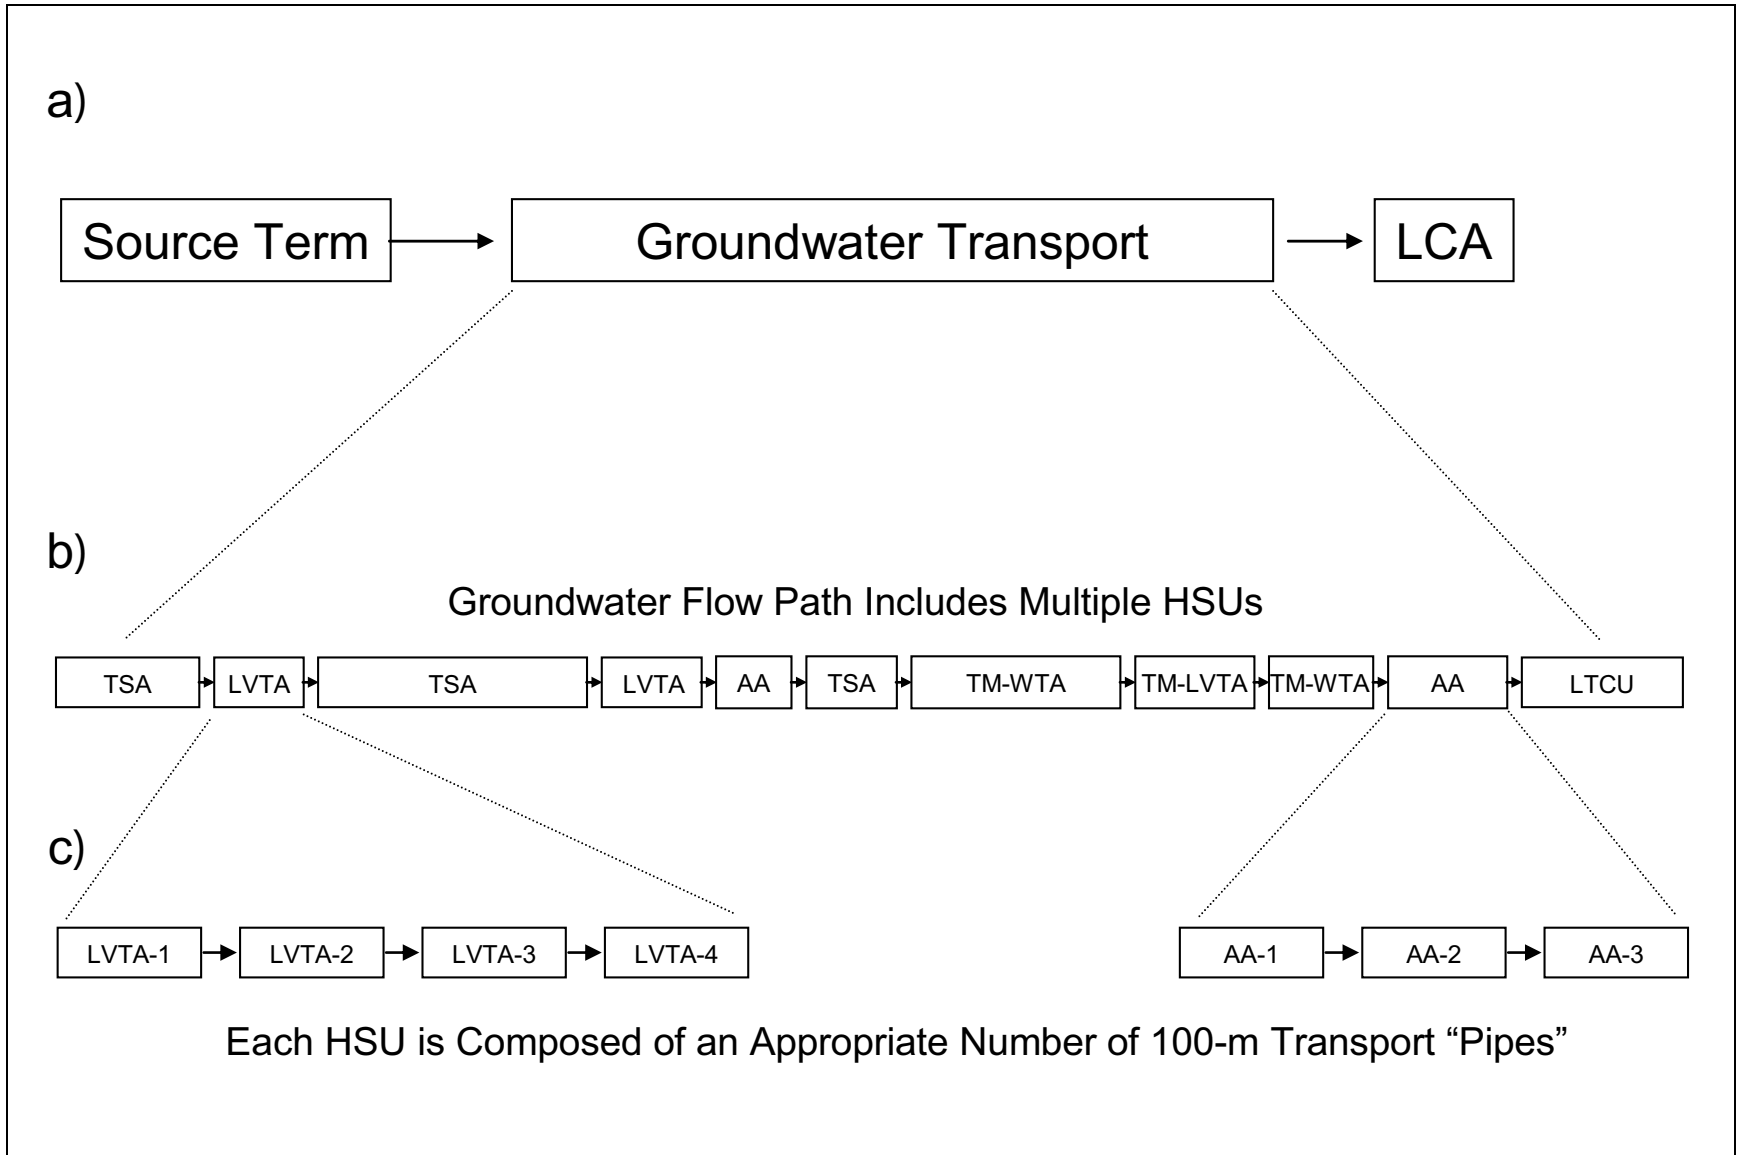 a)
Source Term
Groundwater Transport
LCA
b)
Groundwater Flow Path Includes Multiple HSUs
TSA
LVTA
TSA
LVTA
AA
TSA
TM-WTA
TM-LVTA
TM-WTA
AA
LTCU
c)
LVTA-1
LVTA-2
LVTA-3
LVTA-4
AA-1
AA-2
AA-3
Each HSU is Composed of an Appropriate Number of 100-m Transport “Pipes”